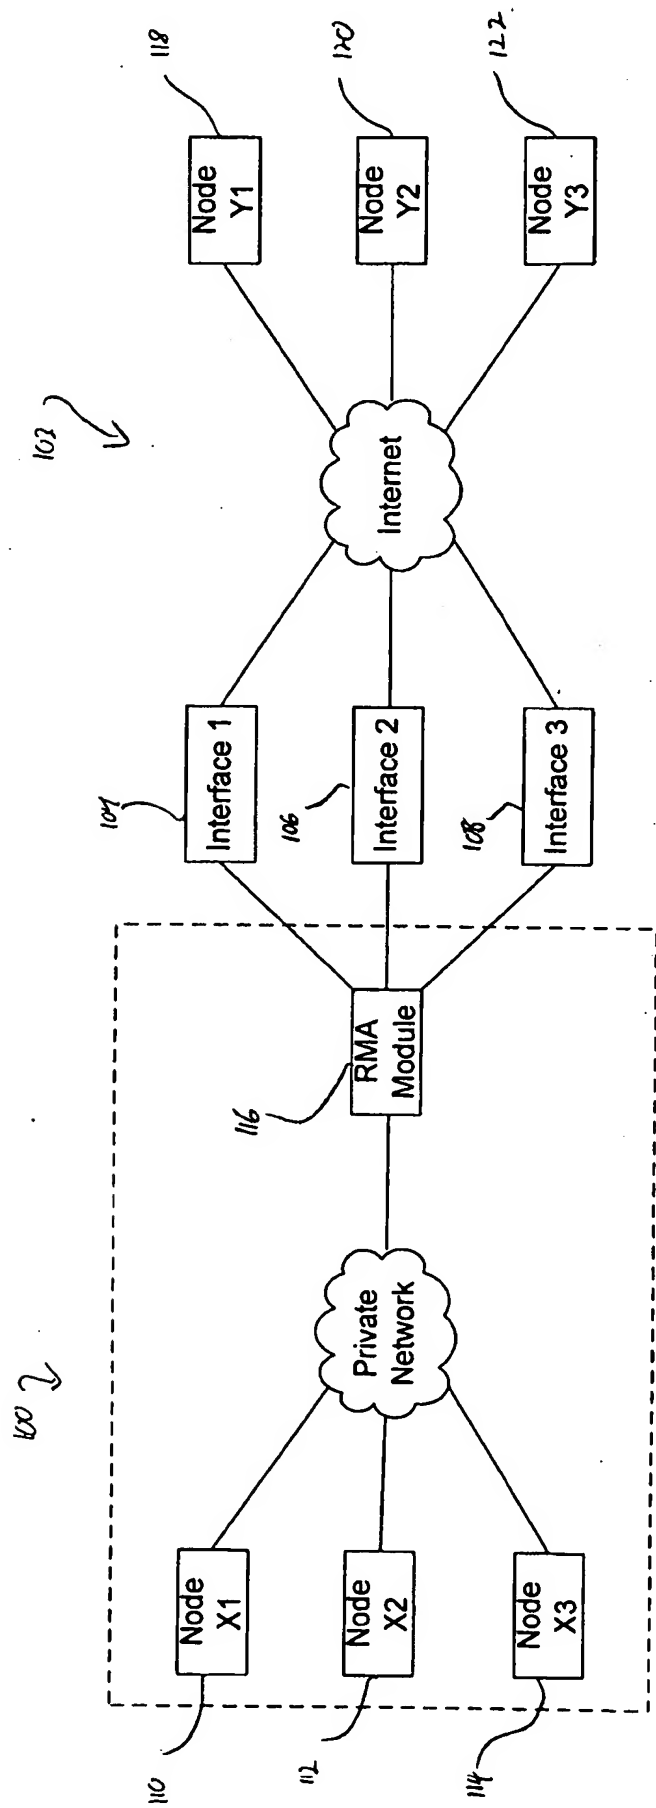 100
102
110
Node
X1
112
Node
X2
114
Node
X3
Private
Network
116
RMA
Module
104
Interface 1
106
Interface 2
108
Interface 3
Internet
Node
Y1
118
Node
Y2
120
Node
Y3
122